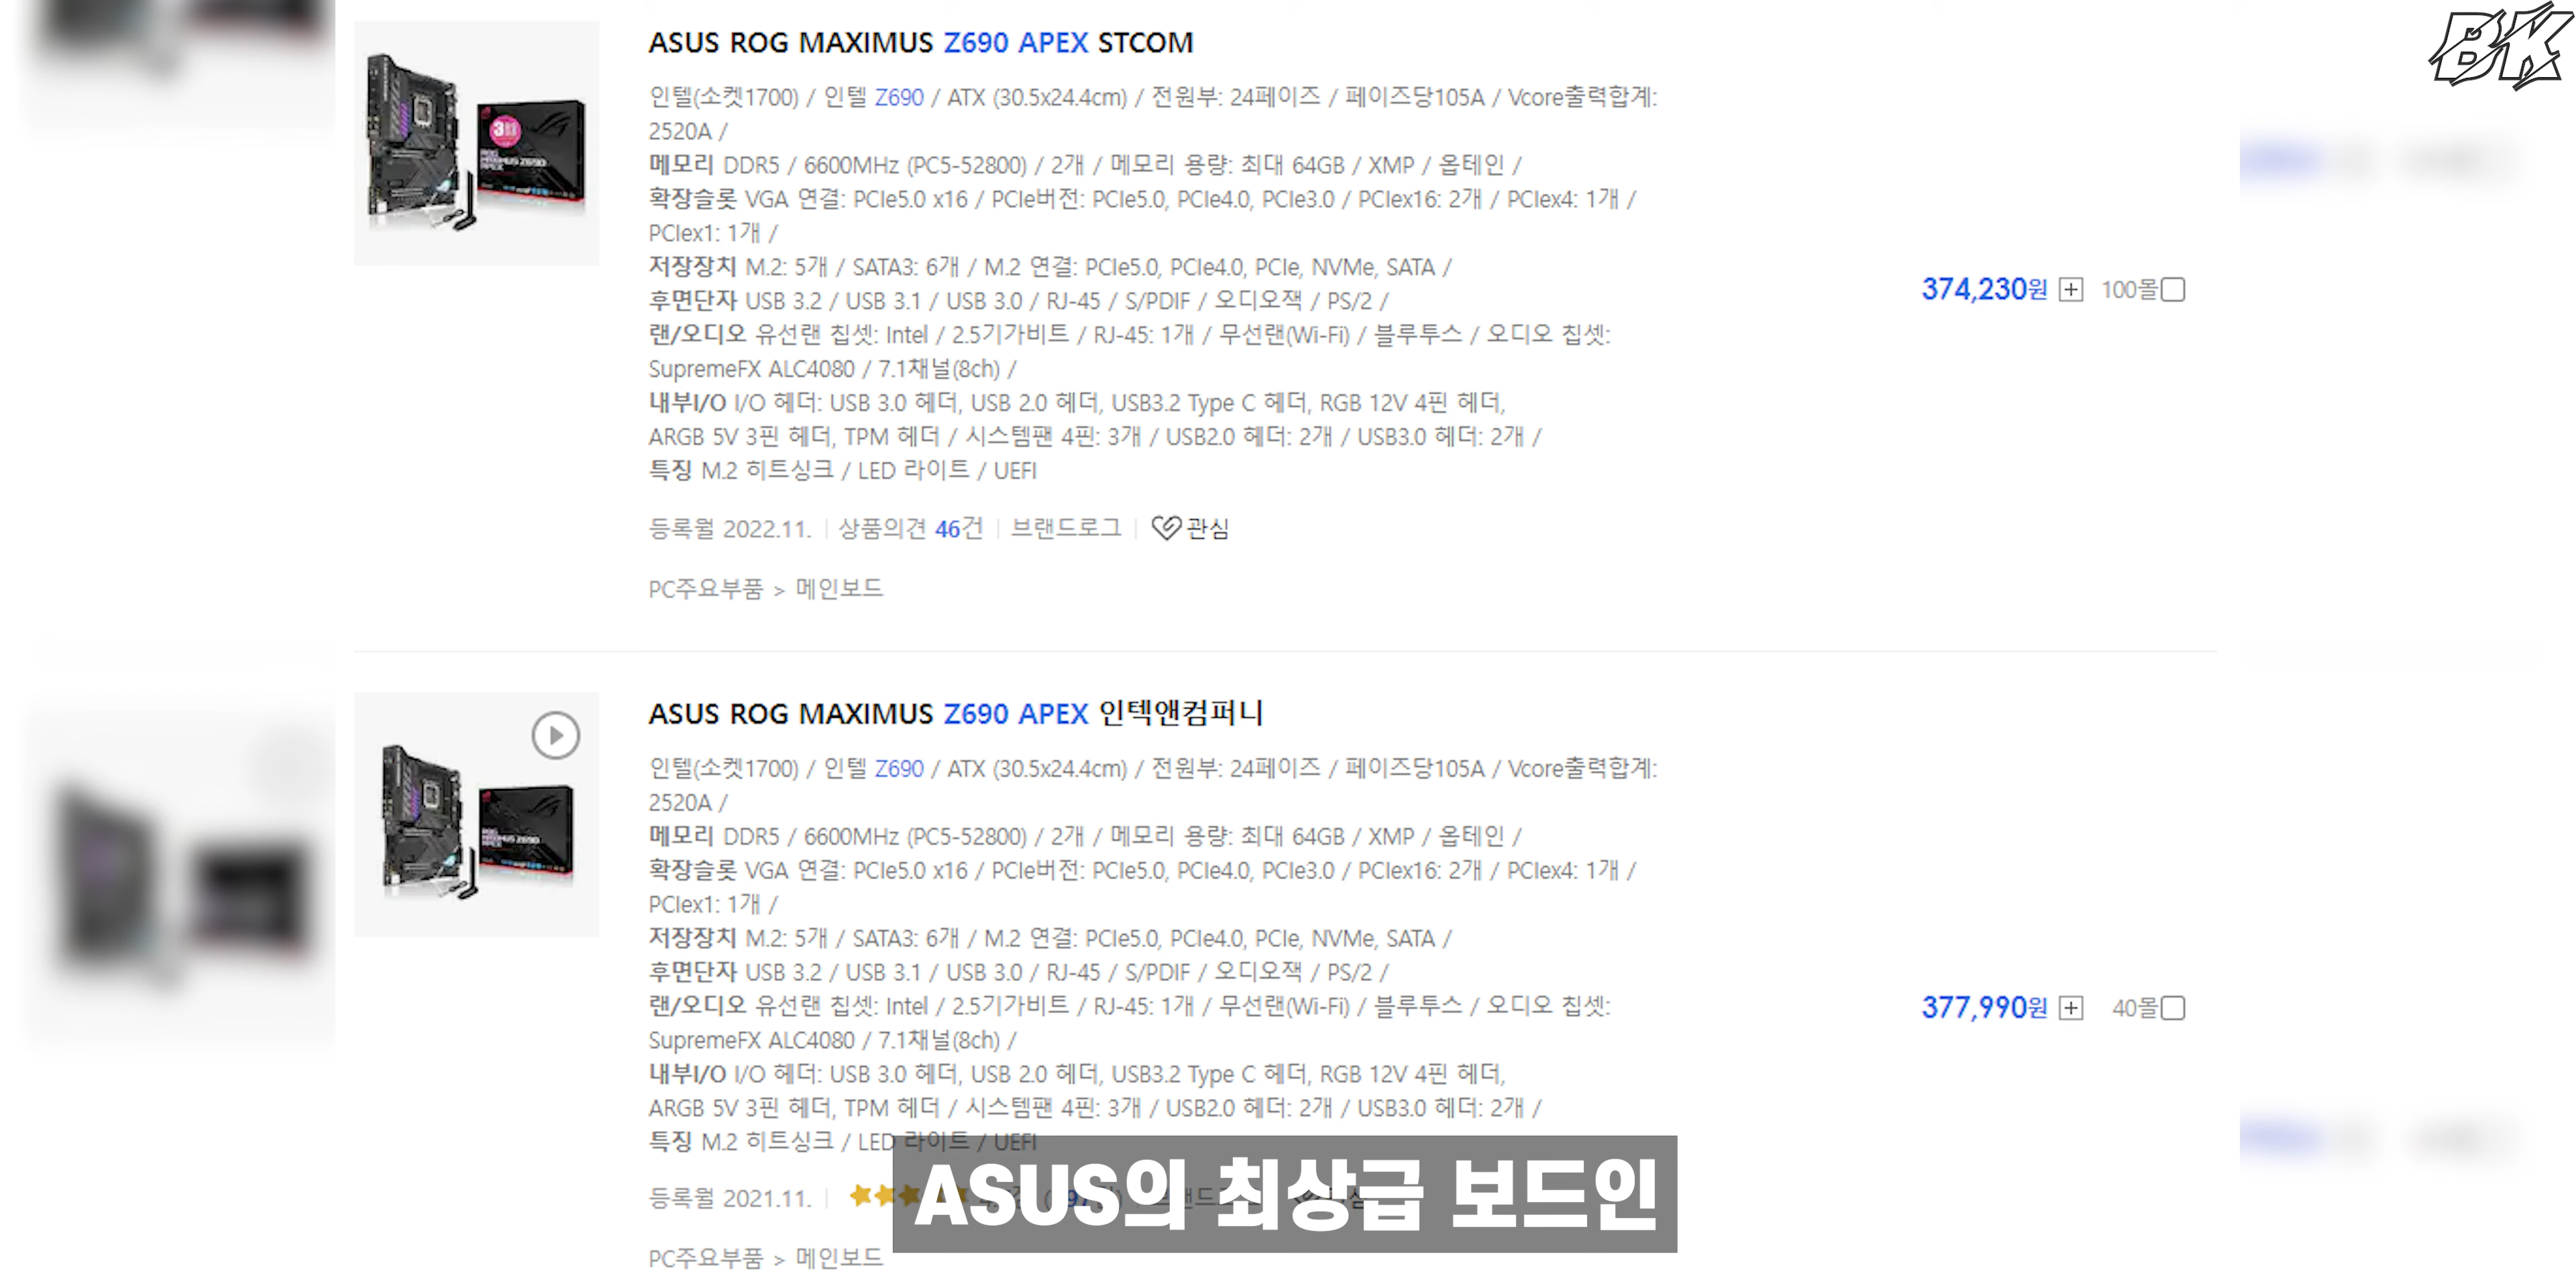 BK
ASUS ROG MAXIMUS Z690 APEX STCOM
인텔(소켓1700) / 인텔 Z690 / ATX (30.5x24.4cm) / 전원부: 24페이즈 / 페이즈당105A / Vcore출력합계:
2520A /
메모리 DDR5 / 6600MHz (PC5-52800) / 2개 / 메모리 용량: 최대 64GB / XMP / 옵테인 /
확장슬롯 VGA 연결: PCIe5.0 x16 / PCIe버전: PCIe5.0, PCIe4.0, PCIe3.0 / PCIex16: 2개 / PCIex4: 1개 /
PCIex1: 1개 /
저장장치 M.2: 5개 / SATA3: 6개 / M.2 연결: PCIe5.0, PCIe4.0, PCIe, NVMe, SATA /
후면단자 USB 3.2 / USB 3.1 / USB 3.0 / RJ-45 / S/PDIF / 오디오잭 / PS/2 /
374,230원 100몰
랜/오디오 유선랜 칩셋: Intel / 2.5기가비트 / RJ-45: 1개 / 무선랜(Wi-Fi) / 블루투스 / 오디오 칩셋:
SupremeFX ALC4080 / 7.1채널(8ch) /
내부I/O I/O 헤더: USB 3.0 헤더, USB 2.0 헤더, USB3.2 Type C 헤더, RGB 12V 4핀 헤더,
ARGB 5V 3핀 헤더, TPM 헤더 / 시스템팬 4핀: 3개 / USB2.0 헤더: 2개 / USB3.0 헤더: 2개 /
특징 M.2 히트싱크 / LED 라이트 / UEFI
등록월 2022.11. 상품의견 46건 브랜드로그 관심
PC주요부품 > 메인보드
ASUS ROG MAXIMUS Z690 APEX 인텍앤컴퍼니
인텔(소켓1700) / 인텔 Z690 / ATX (30.5x24.4cm) / 전원부: 24페이즈 / 페이즈당105A / Vcore출력합계:
2520A /
메모리 DDR5 / 6600MHz (PC5-52800) / 2개 / 메모리 용량: 최대 64GB / XMP / 옵테인 /
확장슬롯 VGA 연결: PCIe5.0 x16 / PCIe버전: PCIe5.0, PCIe4.0, PCIe3.0 / PCIex16: 2개 / PCIex4: 1개 /
PCIex1: 1개 /
저장장치 M.2: 5개 / SATA3: 6개 / M.2 연결: PCIe5.0, PCIe4.0, PCIe, NVMe, SATA /
후면단자 USB 3.2 / USB 3.1 / USB 3.0 / RJ-45 / S/PDIF / 오디오잭 / PS/2 /
랜/오디오 유선랜 칩셋: Intel / 2.5기가비트 / RJ-45: 1개 / 무선랜(Wi-Fi) / 블루투스 / 오디오 칩셋:
377,990원 40몰
SupremeFX ALC4080 / 7.1채널(8ch) /
내부I/O I/O 헤더: USB 3.0 헤더, USB 2.0 헤더, USB3.2 Type C 헤더, RGB 12V 4핀 헤더,
ARGB 5V 3핀 헤더, TPM 헤더 / 시스템팬 4핀: 3개 / USB2.0 헤더: 2개 / USB3.0 헤더: 2개 /
특징 M.2 히트싱크 / LED 라이트 / UEFI
등록월 2021.11.
ASUS의 최상급 보드인
PC주요부품 > 메인보드